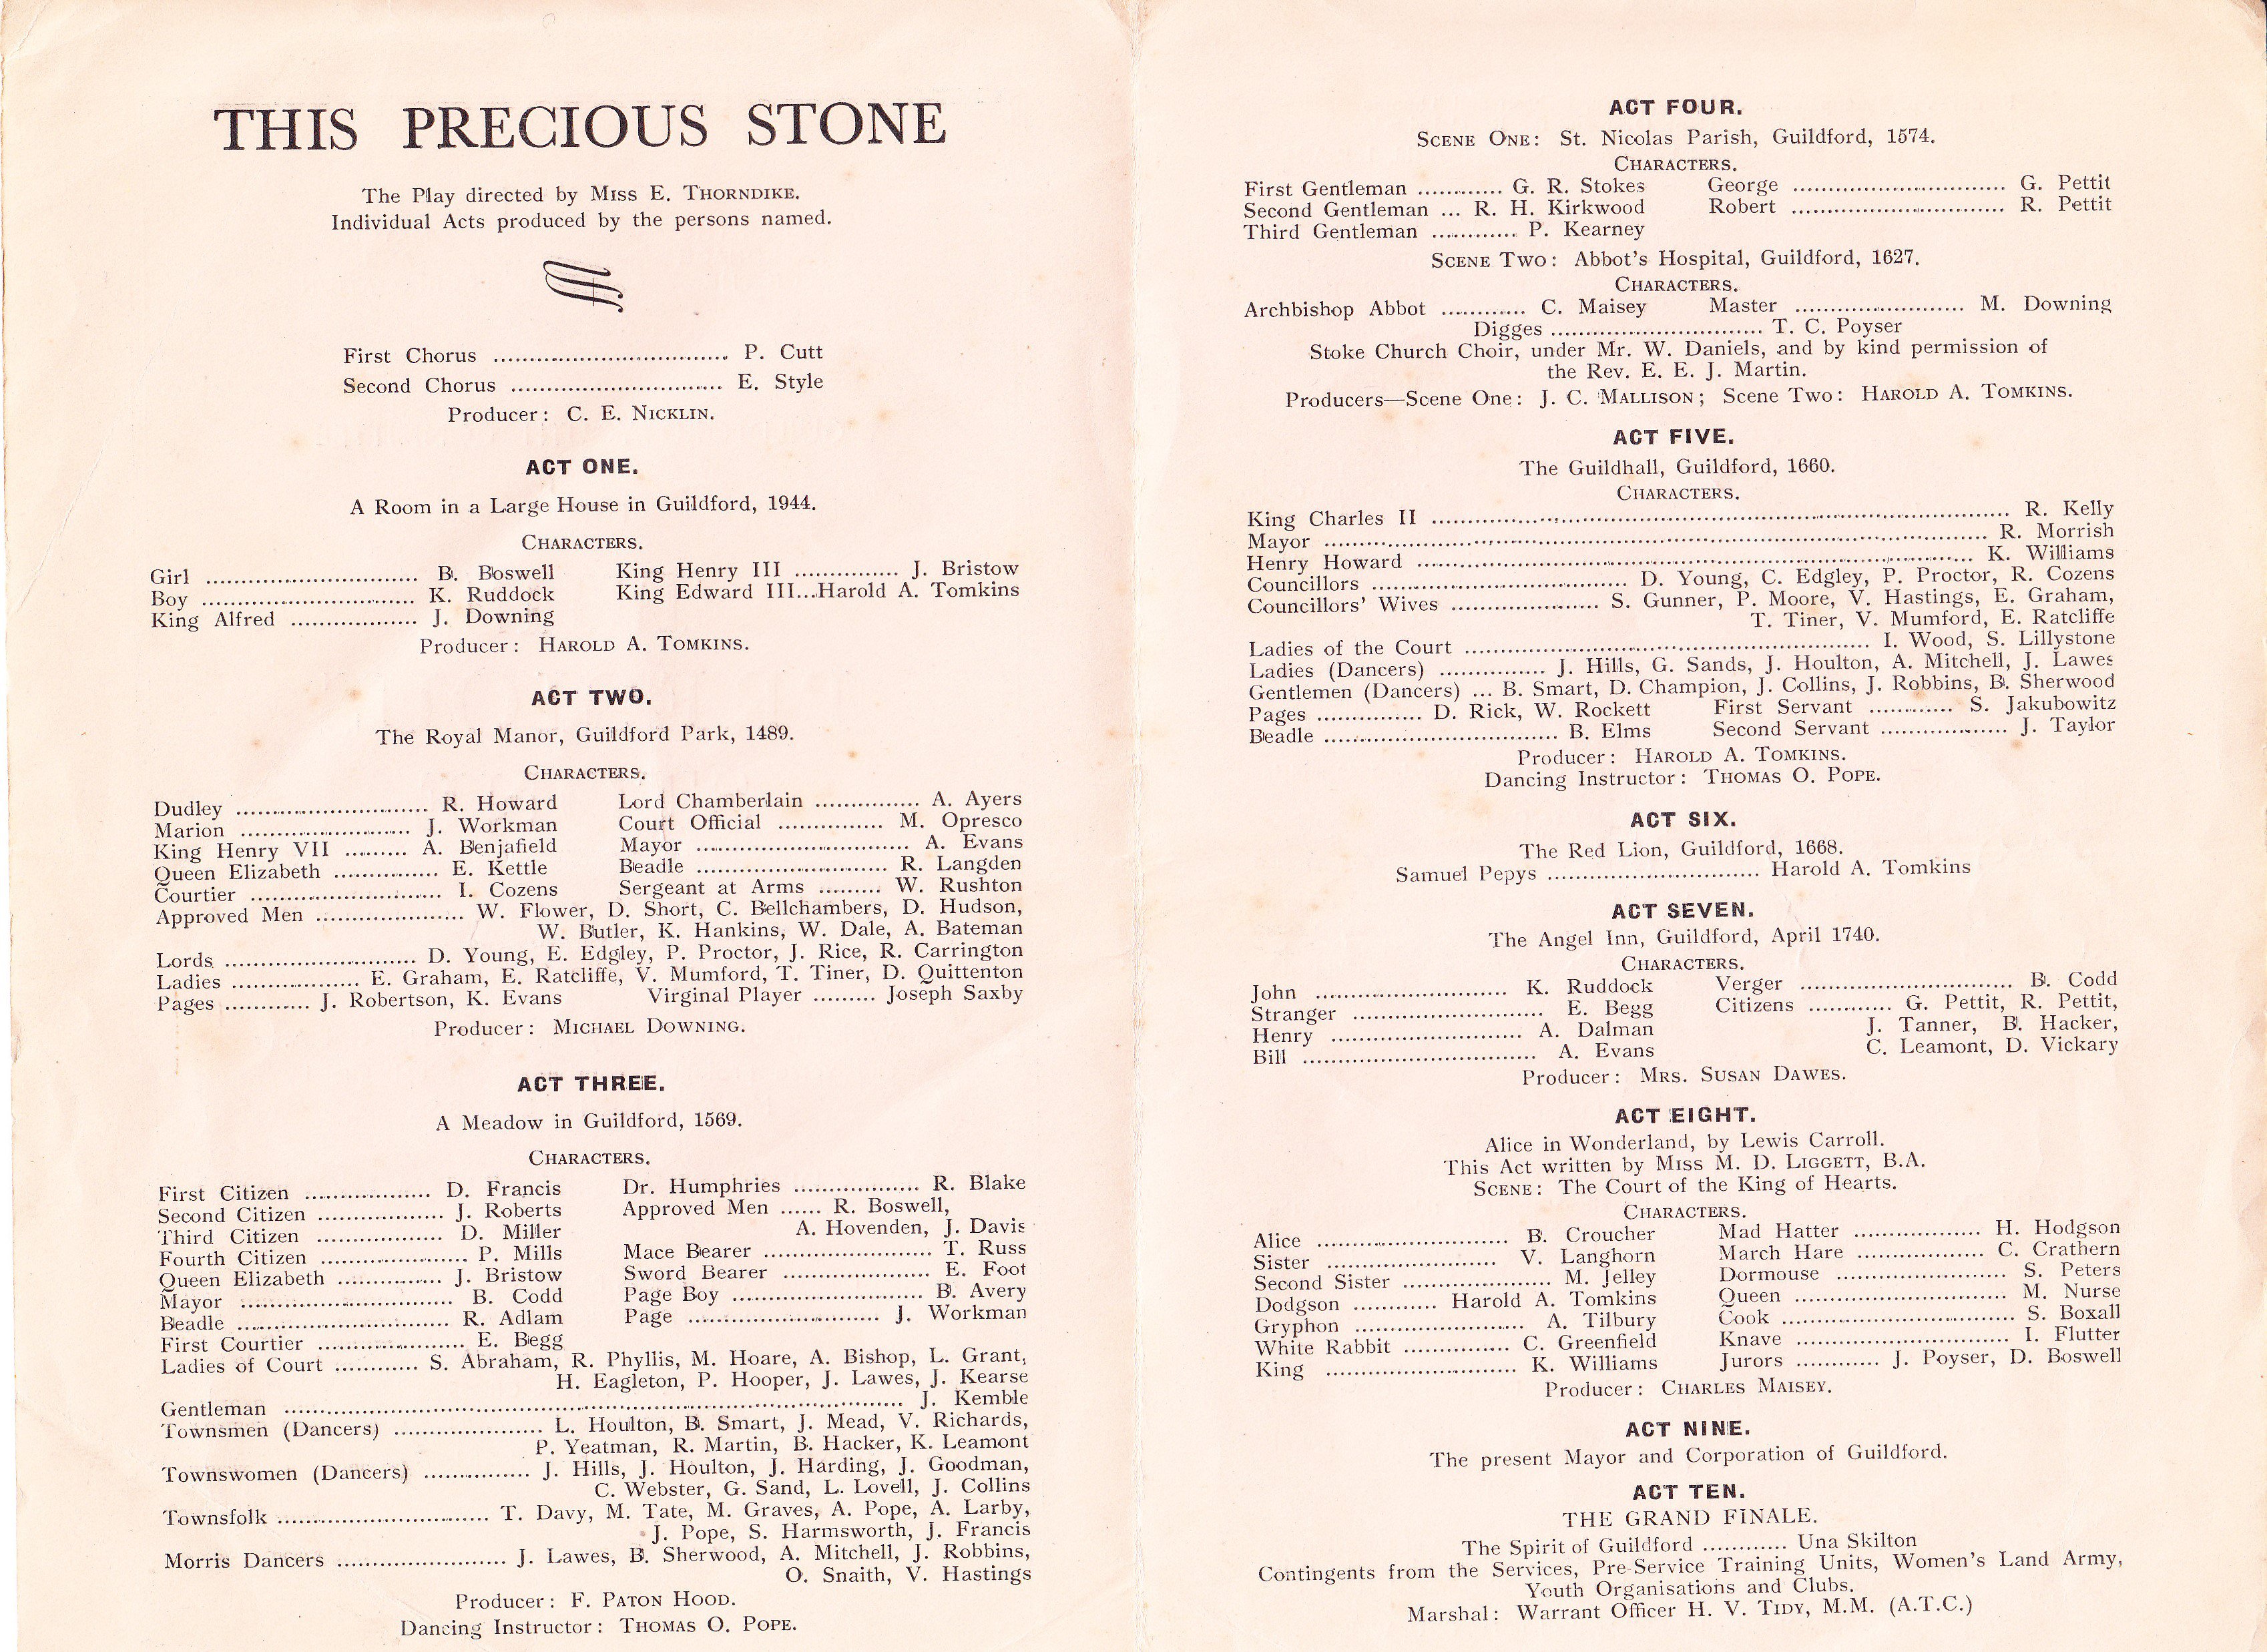 THIS PRECIOUS STONE
The Play directed by Miss E. Thorndike.
Individual Acts produced by the persons named.
First Chorus ................................ P. Cutt
Second Chorus ............................. E. Style
Producer: C. E. Nicklin.
ACT ONE.
A Room in a Large House in Guildford, 1944.
Characters.
Girl ............................. B. Boswell King Henry III .............. J. Bristow
Boy ............................. K. Ruddock King Edward III...Harold A. Tomkins
King Alfred ................. J. Downing
Producer: Harold A. Tomkins.
ACT TWO.
The Royal Manor, Guildford Park, 1489.
Characters.
Dudley .......................... R. Howard Lord Chamberlain .............. A. Ayers
Marion ....................... J. Workman Court Official ............... M. Opresco
King Henry VII ......... A. Benjafield Mayor ............................. A. Evans
Queen Elizabeth .............. E. Kettle Beadle .......................... R. Langden
Courtier .......................... I. Cozens Sergeant at Arms ......... W. Rushton
Approved Men .................... W. Flower, D. Short, C. Bellchambers, D. Hudson,
W. Butler, K. Hankins, W. Dale, A. Bateman
Lords .......................... D. Young, E. Edgley, P. Proctor, J. Rice, R. Carrington
Ladies ................. E. Graham, E. Ratcliffe, V. Mumford, T. Tiner, D. Quittenton
Pages ............ J. Robertson, K. Evans Virginal Player ......... Joseph Saxby
Producer: Michael Downing.
ACT THREE.
A Meadow in Guildford, 1569.
Characters.
First Citizen ................. D. Francis Dr. Humphries ................. R. Blake
Second Citizen ................. J. Roberts Approved Men ...... R. Boswell,
Third Citizen ................. D. Miller A. Hovenden, J. Davis
Fourth Citizen ....................... P. Mills Mace Bearer ....................... T. Russ
Queen Elizabeth .............. J. Bristow Sword Bearer .................... E. Foot
Mayor ............................. B. Codd Page Boy .......................... B. Avery
Beadle ............................. R. Adlam Page .......................... J. Workman
First Courtier ................. E. Begg
Ladies of Court ........... S. Abraham, R. Phyllis, M. Hoare, A. Bishop, L. Grant,
H. Eagleton, P. Hooper, J. Lawes, J. Kearse
Gentleman .................................................................. J. Kemble
Townsmen (Dancers) .................... L. Houlton, B. Smart, J. Mead, V. Richards,
P. Yeatman, R. Martin, B. Hacker, K. Leamont
Townswomen (Dancers) .............. J. Hills, J. Houlton, J. Harding, J. Goodman,
C. Webster, G. Sand, L. Lovell, J. Collins
Townsfolk ............................. T. Davy, M. Tate, M. Graves, A. Pope, A. Larby,
J. Pope, S. Harmsworth, J. Francis
Morris Dancers ....................... J. Lawes, B. Sherwood, A. Mitchell, J. Robbins,
O. Snaith, V. Hastings
Producer: F. Paton Hood.
Dancing Instructor: Thomas O. Pope.
ACT FOUR.
Scene One: St. Nicolas Parish, Guildford, 1574.
Characters.
First Gentleman ........... G. R. Stokes George ............................. G. Pettit
Second Gentleman ... R. H. Kirkwood Robert ............................. R. Pettit
Third Gentleman ............ P. Kearney
Scene Two: Abbot's Hospital, Guildford, 1627.
Characters.
Archbishop Abbot ............ C. Maisey Master ....................... M. Downing
Digges ............................. T. C. Poyser
Stoke Church Choir, under Mr. W. Daniels, and by kind permission of
the Rev. E. E. J. Martin.
Producers—Scene One: J. C. Mallison; Scene Two: Harold A. Tomkins.
ACT FIVE.
The Guildhall, Guildford, 1660.
Characters.
King Charles II ............................................................ R. Kelly
Mayor .................................................................. R. Morrish
Henry Howard ............................................................ K. Williams
Councillors .................................. D. Young, C. Edgley, P. Proctor, R. Cozens
Councillors' Wives .................... S. Gunner, P. Moore, V. Hastings, E. Graham,
T. Tiner, V. Mumford, E. Ratcliffe
Ladies of the Court ............................................. I. Wood, S. Lillystone
Ladies (Dancers) .............. J. Hills, G. Sands, J. Houlton, A. Mitchell, J. Lawes
Gentlemen (Dancers) ... B. Smart, D. Champion, J. Collins, J. Robbins, B. Sherwood
Pages .............. D. Rick, W. Rockett First Servant ........... S. Jakubowitz
Beadle ................................ B. Elms Second Servant ................. J. Taylor
Producer: Harold A. Tomkins.
Dancing Instructor: Thomas O. Pope.
ACT SIX.
The Red Lion, Guildford, 1668.
Samuel Pepys ............................. Harold A. Tomkins
ACT SEVEN.
The Angel Inn, Guildford, April 1740.
Characters.
John .......................... K. Ruddock Verger ............................. B. Codd
Stranger .......................... E. Begg Citizens ........... G. Pettit, R. Pettit,
Henry .......................... A. Dalman J. Tanner, B. Hacker,
Bill ................................ A. Evans C. Leamont, D. Vickary
Producer: Mrs. Susan Dawes.
ACT EIGHT.
Alice in Wonderland, by Lewis Carroll.
This Act written by Miss M. D. Liggett, B.A.
Scene: The Court of the King of Hearts.
Characters.
Alice .......................... B. Croucher Mad Hatter ................. H. Hodgson
Sister ....................... V. Langhorn March Hare ................. C. Crathern
Second Sister .................... M. Jelley Dormouse ....................... S. Peters
Dodgson ............ Harold A. Tomkins Queen ............................. M. Nurse
Gryphon ....................... A. Tilbury Cook ................................ S. Boxall
White Rabbit .............. C. Greenfield Knave ............................. I. Flutter
King .......................... K. Williams Jurors ........... J. Poyser, D. Boswell
Producer: Charles Maisey.
ACT NINE.
The present Mayor and Corporation of Guildford.
ACT TEN.
THE GRAND FINALE.
The Spirit of Guildford ............ Una Skilton
Contingents from the Services, Pre-Service Training Units, Women's Land Army,
Youth Organisations and Clubs.
Marshal: Warrant Officer H. V. Tidy, M.M. (A.T.C.)